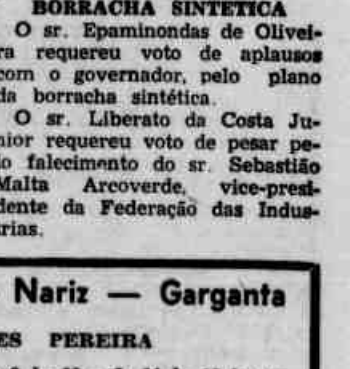 BORRACHA SINTETICA
O sr. Epaminondas de Olivei-
ra requereu voto de aplausos
com o governador, pelo plano
da borracha sintética.
O sr. Liberato da Costa Ju-
nior requereu voto de pesar pe-
lo falecimento do sr. Sebastião
Malta Arcoverde, vice-presi-
dente da Federação das Indus-
trias.
Nariz — Garganta
ES PEREIRA